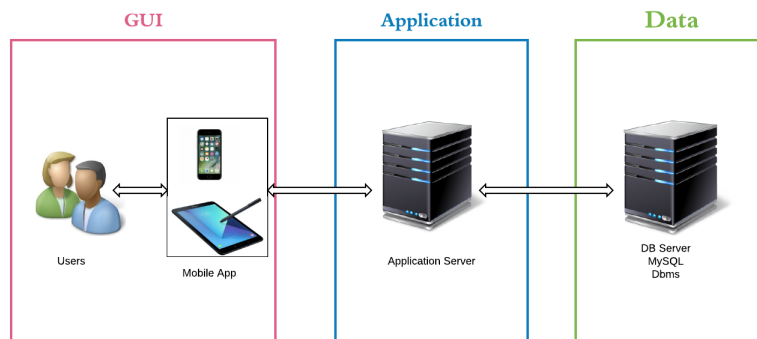 GUI
Application
Data
Users
Mobile App
Application Server
DB Server
MySQL
Dbms